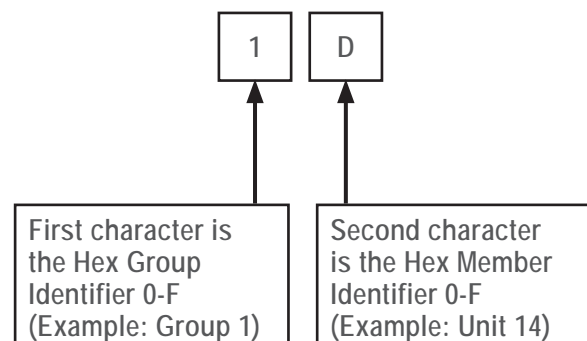 1 D
First character is
the Hex Group
Identifier 0-F
(Example: Group 1)
Second character
is the Hex Member
Identifier 0-F
(Example: Unit 14)